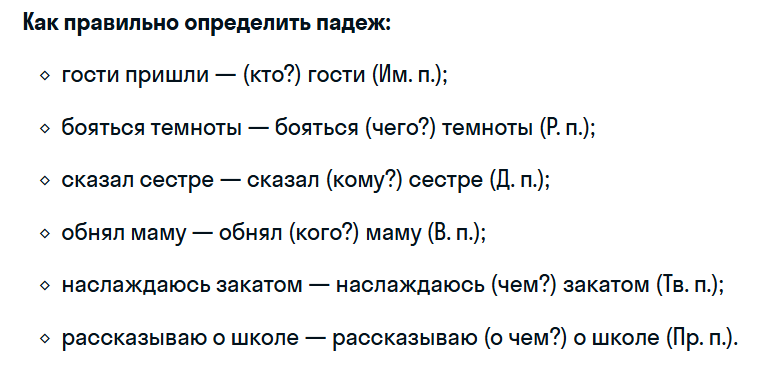 Как правильно определить падеж:
гости пришли — (кто?) гости (Им. п.);
бояться темноты — бояться (чего?) темноты (Р. п.);
сказал сестре — сказал (кому?) сестре (Д. п.);
обнял маму — обнял (кого?) маму (В. п.);
наслаждаюсь закатом — наслаждаюсь (чем?) закатом (Тв. п.);
рассказываю о школе — рассказываю (о чем?) о школе (Пр. п.).